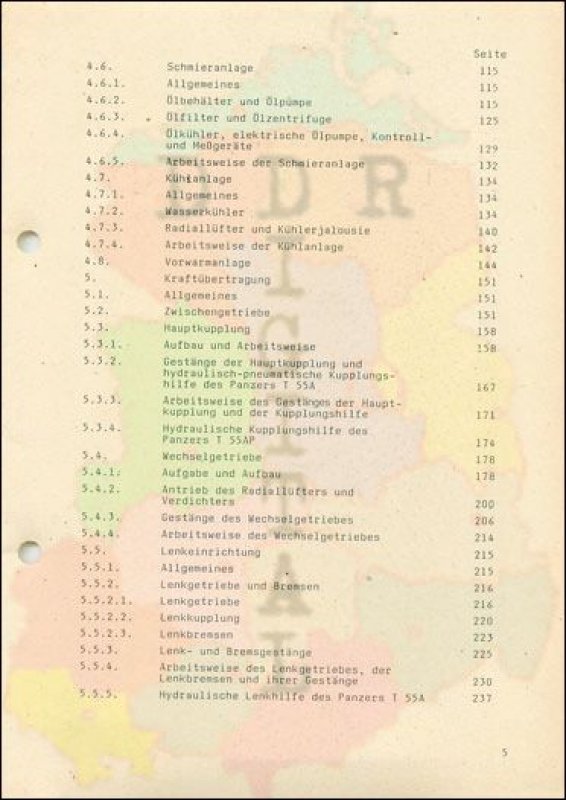 Seite
4.6. Schmieranlage 115
4.6.1. Allgemeines 115
4.6.2. Ölbehälter und Ölpumpe 115
4.6.3. Ölfilter und Ölzentrifuge 125
4.6.4. Ölkühler, elektrische Ölpumpe, Kontroll-
und Meßgeräte 129
4.6.5. Arbeitsweise der Schmieranlage 132
4.7. Kühlanlage 134
4.7.1. Allgemeines 134
4.7.2. Wasserkühler 134
4.7.3. Radiallüfter und Kühlerjalousie 140
4.7.4. Arbeitsweise der Kühlanlage 142
4.8. Vorwärmanlage 144
5. Kraftübertragung 151
5.1. Allgemeines 151
5.2. Zwischengetriebe 151
5.3. Hauptkupplung 158
5.3.1. Aufbau und Arbeitsweise 158
5.3.2. Gestänge der Hauptkupplung und
hydraulisch-pneumatische Kupplungs-
hilfe des Panzers T 55A 167
5.3.3. Arbeitsweise des Gestänges der Haupt-
kupplung und der Kupplungshilfe 171
5.3.4. Hydraulische Kupplungshilfe des
Panzers T 55AP 174
5.4. Wechselgetriebe 178
5.4.1. Aufgabe und Aufbau 178
5.4.2. Antrieb des Radiallüfters und
Verdichters 200
5.4.3. Gestänge des Wechselgetriebes 206
5.4.4. Arbeitsweise des Wechselgetriebes 214
5.5. Lenkeinrichtung 215
5.5.1. Allgemeines 215
5.5.2. Lenkgetriebe und Bremsen 216
5.5.2.1. Lenkgetriebe 216
5.5.2.2. Lenkkupplung 220
5.5.2.3. Lenkbremsen 223
5.5.3. Lenk- und Bremsgestänge 225
5.5.4. Arbeitsweise des Lenkgetriebes, der
Lenkbremsen und ihrer Gestänge 230
5.5.5. Hydraulische Lenkhilfe des Panzers T 55A 237
5
DDR
DIGITAL